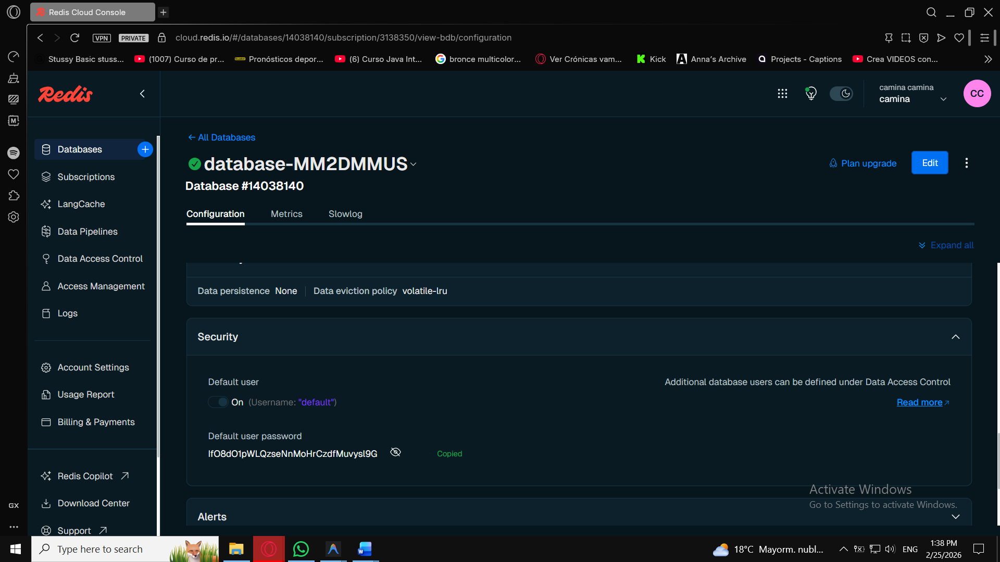 Redis Cloud Console
VPN PRIVATE cloud.redis.io/#/databases/14038140/subscription/3138350/view-bdb/configuration
Stussy Basic stuss... (1007) Curso de pr... Pronósticos depor... (6) Curso Java Int... bronce multicolor... Ver Crónicas vam... Kick Anna's Archive Projects - Captions Crea VIDEOS con...
Redis
camina camina
camina
CC
Databases
Subscriptions
LangCache
Data Pipelines
Data Access Control
Access Management
Logs
Account Settings
Usage Report
Billing & Payments
Redis Copilot
Download Center
Support
GX
← All Databases
database-MM2DMMUS
Plan upgrade Edit
Database #14038140
Configuration Metrics Slowlog
Expand all
Data persistence None Data eviction policy volatile-lru
Security
Default user
Additional database users can be defined under Data Access Control
On (Username: "default")
Read more
Default user password
IfO8dO1pWLQzseNnMoHrCzdfMuvysl9G Copied
Alerts
Activate Windows
Go to Settings to activate Windows.
Type here to search
18°C Mayorm. nubl...
ENG
1:38 PM
2/25/2026